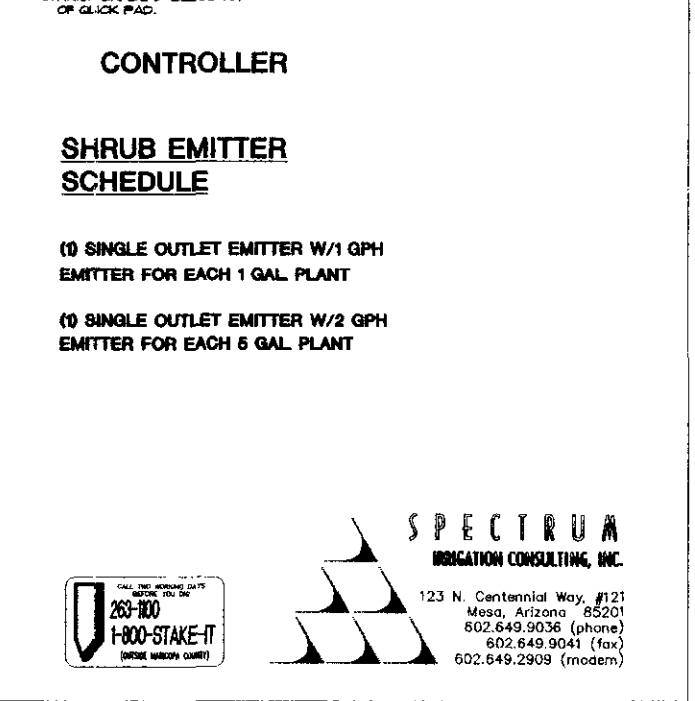 OF QUICK PAD.
CONTROLLER
SHRUB EMITTER
SCHEDULE
(1) SINGLE OUTLET EMITTER W/1 GPH
EMITTER FOR EACH 1 GAL. PLANT
(1) SINGLE OUTLET EMITTER W/2 GPH
EMITTER FOR EACH 5 GAL. PLANT
CALL TWO WORKING DAYS
BEFORE YOU DIG
263-1100
1-800-STAKE-IT
(OUTSIDE MARICOPA COUNTY)
SPECTRUM
IRRIGATION CONSULTING, INC.
123 N. Centennial Way, #121
Mesa, Arizona 85201
602.649.9036 (phone)
602.649.9041 (fax)
602.649.2909 (modem)